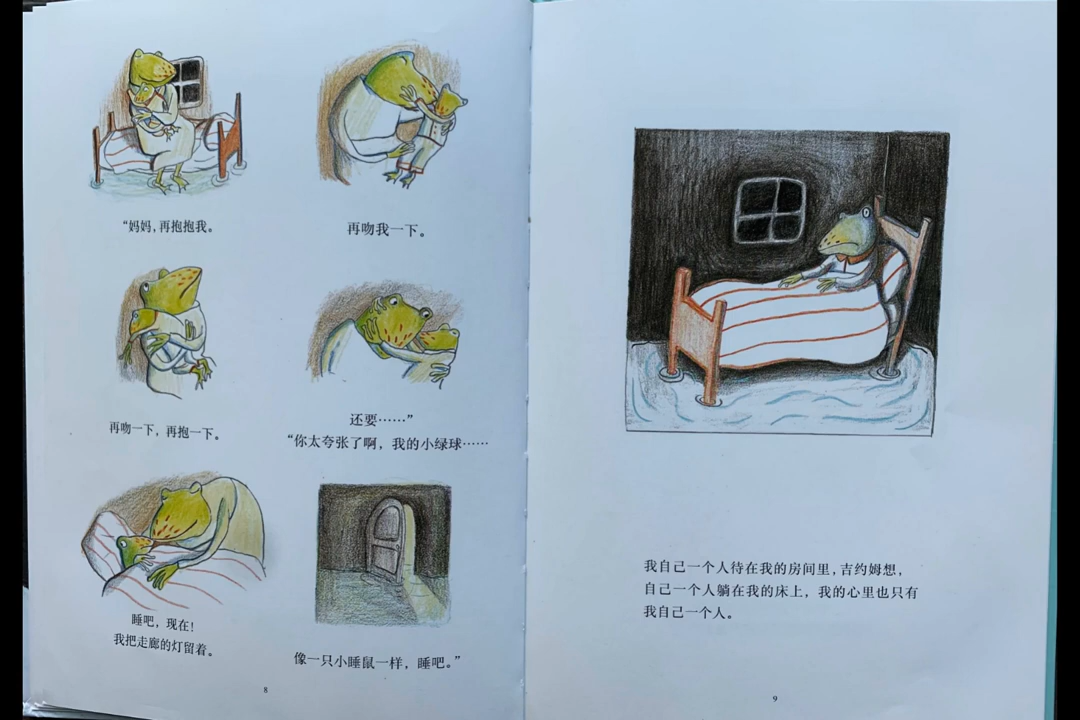 “妈妈，再抱抱我。
再吻我一下。
再吻一下，再抱一下。
还要……”
“你太夸张了啊，我的小绿球……
睡吧，现在！
我把走廊的灯留着。
像一只小睡鼠一样，睡吧。”
8
我自己一个人待在我的房间里，吉约姆想，
自己一个人躺在我的床上，我的心里也只有
我自己一个人。
9